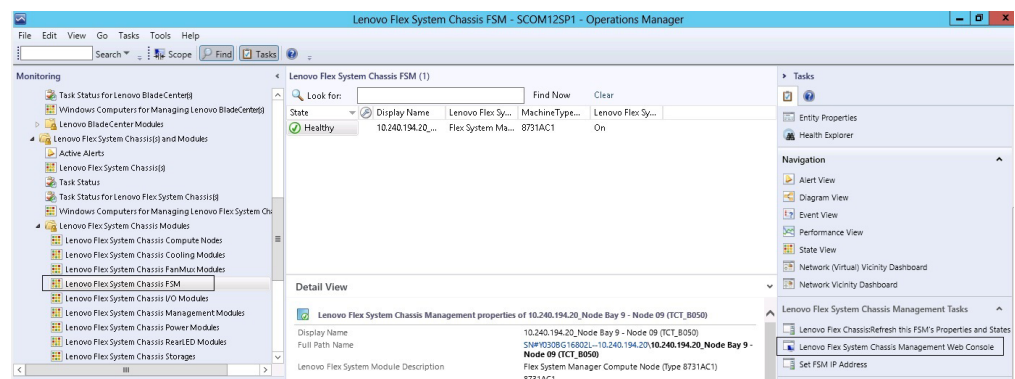 Lenovo Flex System Chassis FSM - SCOM12SP1 - Operations Manager
File Edit View Go Tasks Tools Help
Search Scope Find Tasks
Monitoring
Task Status for Lenovo BladeCenter(s)
Windows Computers for Managing Lenovo BladeCenter(s)
Lenovo BladeCenter Modules
Lenovo Flex System Chassis(s) and Modules
Active Alerts
Lenovo Flex System Chassis(s)
Task Status
Task Status for Lenovo Flex System Chassis(s)
Windows Computers for Managing Lenovo Flex System Ch
Lenovo Flex System Chassis Modules
Lenovo Flex System Chassis Compute Nodes
Lenovo Flex System Chassis Cooling Modules
Lenovo Flex System Chassis FanMux Modules
Lenovo Flex System Chassis FSM
Lenovo Flex System Chassis I/O Modules
Lenovo Flex System Chassis Management Modules
Lenovo Flex System Chassis Power Modules
Lenovo Flex System Chassis RearLED Modules
Lenovo Flex System Chassis Storages
Lenovo Flex System Chassis FSM (1)
Look for: Find Now Clear
State Display Name Lenovo Flex Sy... MachineType... Lenovo Flex Sy...
Healthy 10.240.194.20_... Flex System Ma... 8731AC1 On
Detail View
Lenovo Flex System Chassis Management properties of 10.240.194.20_Node Bay 9 - Node 09 (TCT_B050)
Display Name 10.240.194.20_Node Bay 9 - Node 09 (TCT_B050)
Full Path Name SN#Y030BG16802L--10.240.194.20\10.240.194.20_Node Bay 9 -
Node 09 (TCT_B050)
Lenovo Flex System Module Description Flex System Manager Compute Node (Type 8731AC1)
8731AC1
Tasks
Entity Properties
Health Explorer
Navigation
Alert View
Diagram View
Event View
Performance View
State View
Network (Virtual) Vicinity Dashboard
Network Vicinity Dashboard
Lenovo Flex System Chassis Management Tasks
Lenovo Flex Chassis:Refresh this FSM's Properties and States
Lenovo Flex System Chassis Management Web Console
Set FSM IP Address